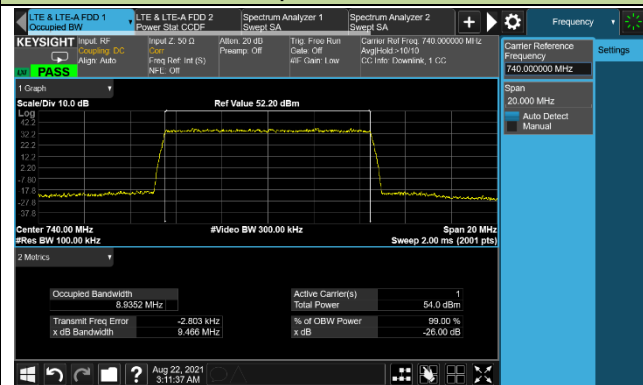 LTE & LTE-A FDD 1
Occupied BW
LTE & LTE-A FDD 2
Power Stat CCDF
Spectrum Analyzer 1
Swept SA
Spectrum Analyzer 2
Swept SA
Frequency
KEYSIGHT
Input: RF
Coupling: DC
Align: Auto
Input Z: 50 Ω
Corr
Freq Ref: Int (S)
NFE: Off
Atten: 20 dB
Preamp: Off
Trig: Free Run
Gate: Off
#IF Gain: Low
Carrier Ref Freq: 740.000000 MHz
Avg|Hold:>10/10
CC Info: Downlink, 1 CC
PASS
Carrier Reference
Frequency
740.000000 MHz
Settings
Span
20.000 MHz
Auto Detect
Manual
1 Graph
Scale/Div 10.0 dB
Ref Value 52.20 dBm
Log
42.2
32.2
22.2
12.2
2.20
-7.80
-17.8
-27.8
-37.8
Center 740.00 MHz
#Video BW 300.00 kHz
Span 20 MHz
#Res BW 100.00 kHz
Sweep 2.00 ms (2001 pts)
2 Metrics
Occupied Bandwidth
8.9352 MHz
Active Carrier(s) 1
Total Power 54.0 dBm
Transmit Freq Error -2.803 kHz
x dB Bandwidth 9.466 MHz
% of OBW Power 99.00 %
x dB -26.00 dB
Aug 22, 2021
3:11:37 AM